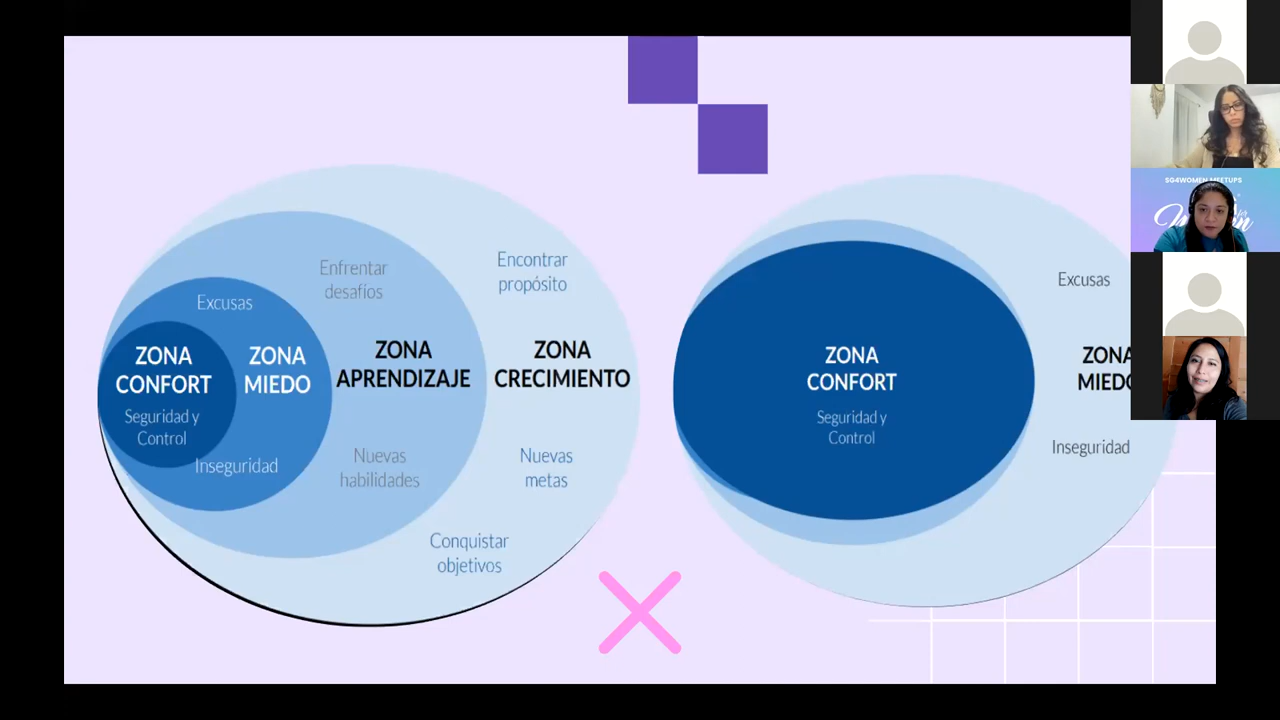 Excusas
ZONA
CONFORT
Seguridad y
Control
ZONA
MIEDO
Inseguridad
Enfrentar
desafíos
ZONA
APRENDIZAJE
Nuevas
habilidades
Encontrar
propósito
ZONA
CRECIMIENTO
Nuevas
metas
Conquistar
objetivos
ZONA
CONFORT
Seguridad y
Control
Excusas
ZONA
MIEDO
Inseguridad
SG4WOMEN MEETUPS